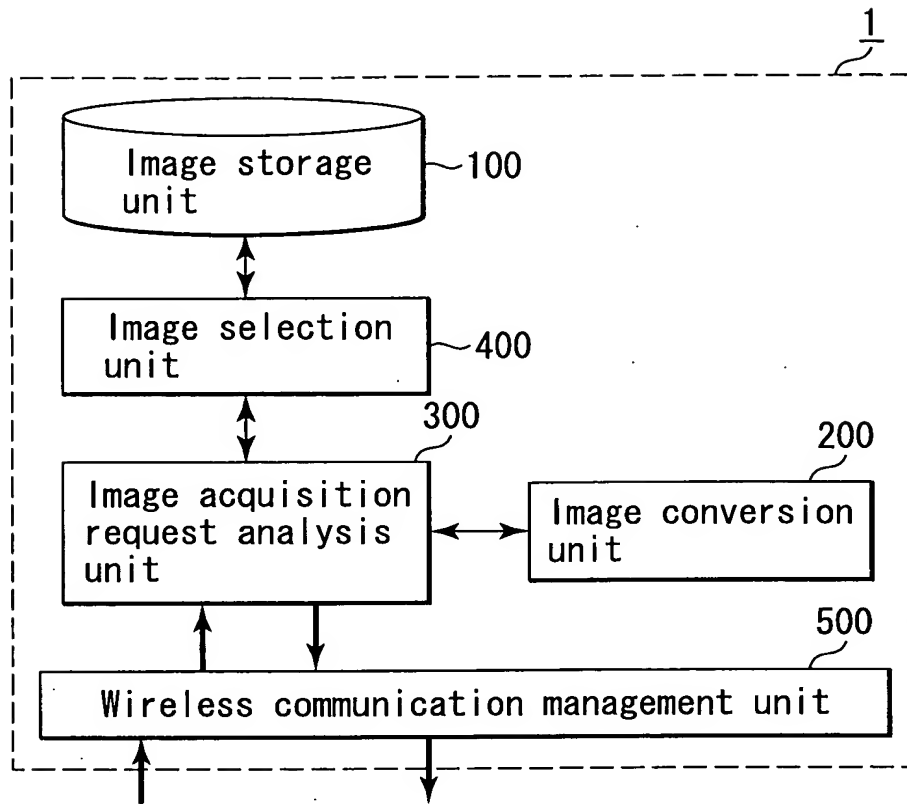 1
Image storage
unit
100
Image selection
unit
400
300
Image acquisition
request analysis
unit
200
Image conversion
unit
500
Wireless communication management unit